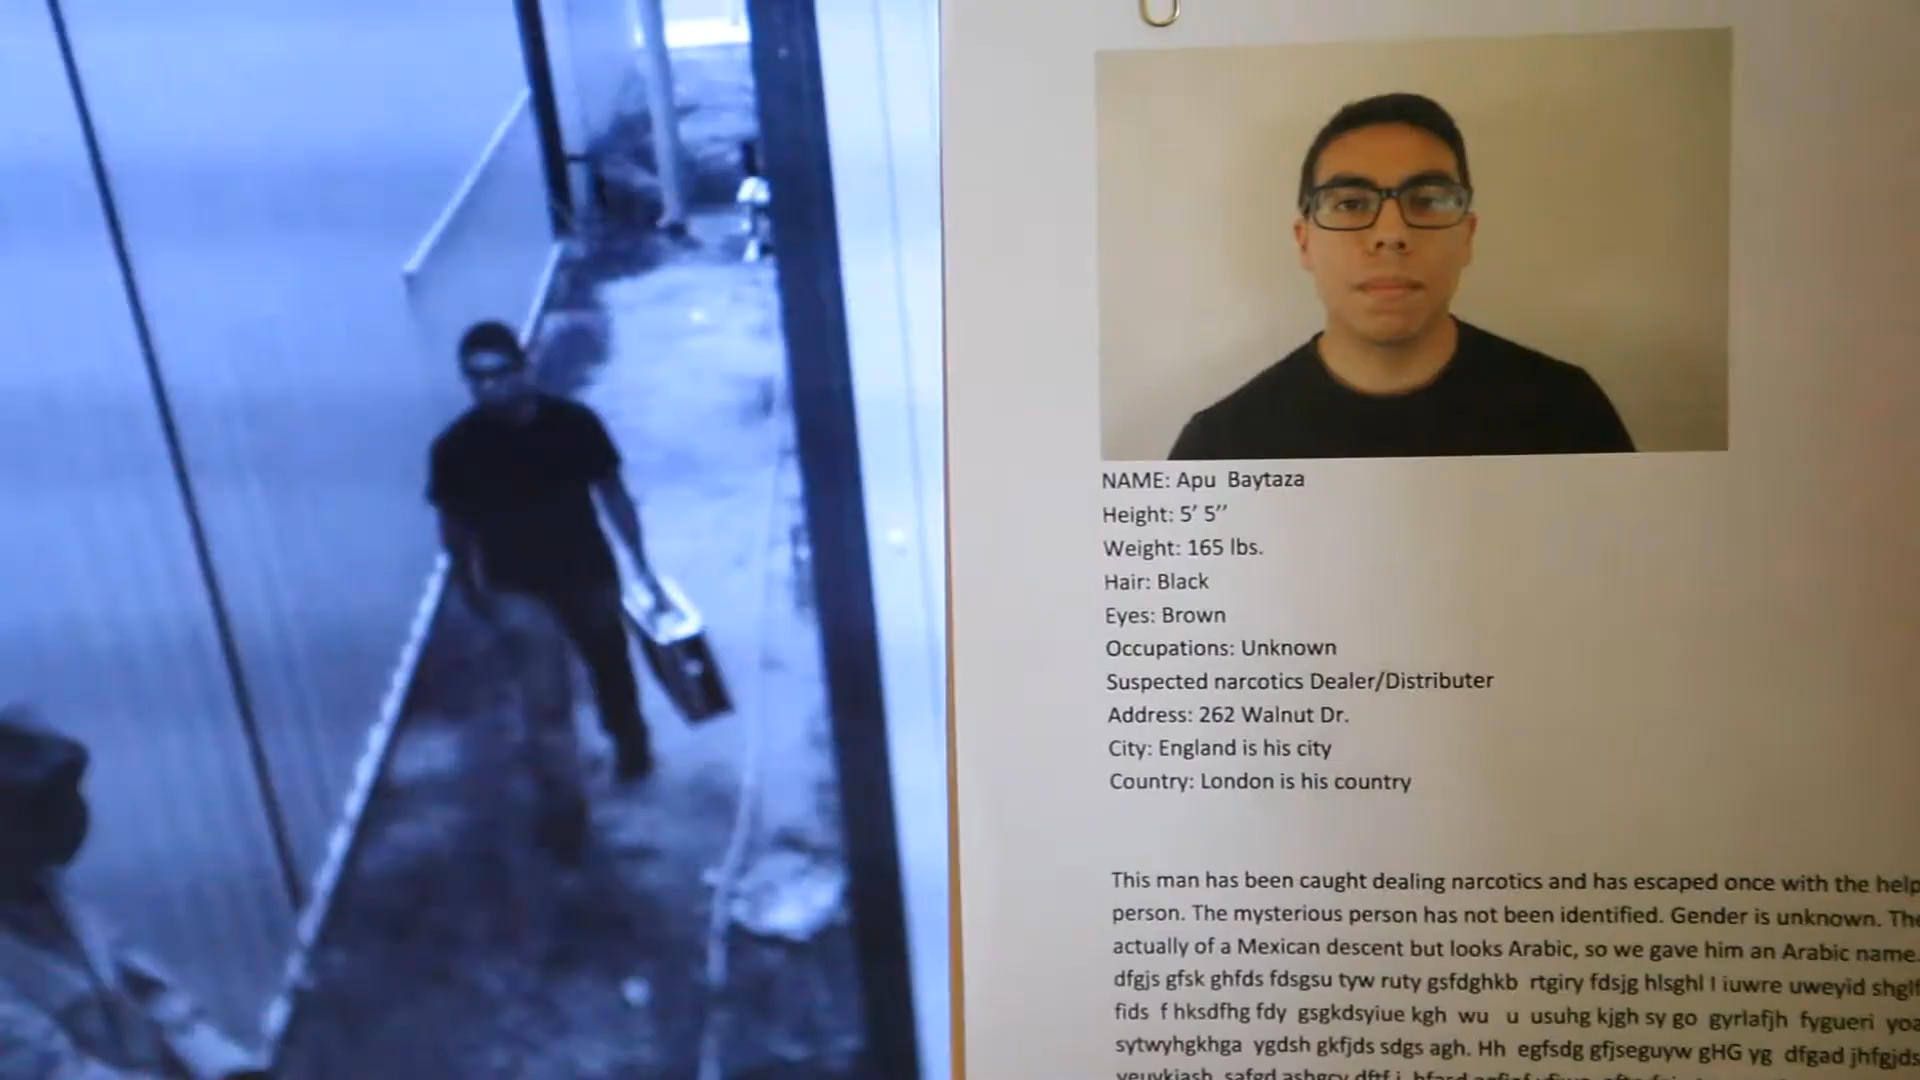 NAME: Apu Baytaza
Height: 5' 5''
Weight: 165 lbs.
Hair: Black
Eyes: Brown
Occupations: Unknown
Suspected narcotics Dealer/Distributer
Address: 262 Walnut Dr.
City: England is his city
Country: London is his country
This man has been caught dealing narcotics and has escaped once with the help
person. The mysterious person has not been identified. Gender is unknown. The
actually of a Mexican descent but looks Arabic, so we gave him an Arabic name.
dfgjs gfsk ghfds fdsgsu tyw ruty gsfdghkb rtgiry fdsjg hlsghl I iuwre uweyid
fids f hksdfhg fdy gsgkdsyiue kgh wu u usuhg kjgh sy go gyrlafjh fygueri
sytwyhgkhga ygdsh gkfjds sdgs agh. Hh egfsdg gfjseguyw gHG yg dfgad